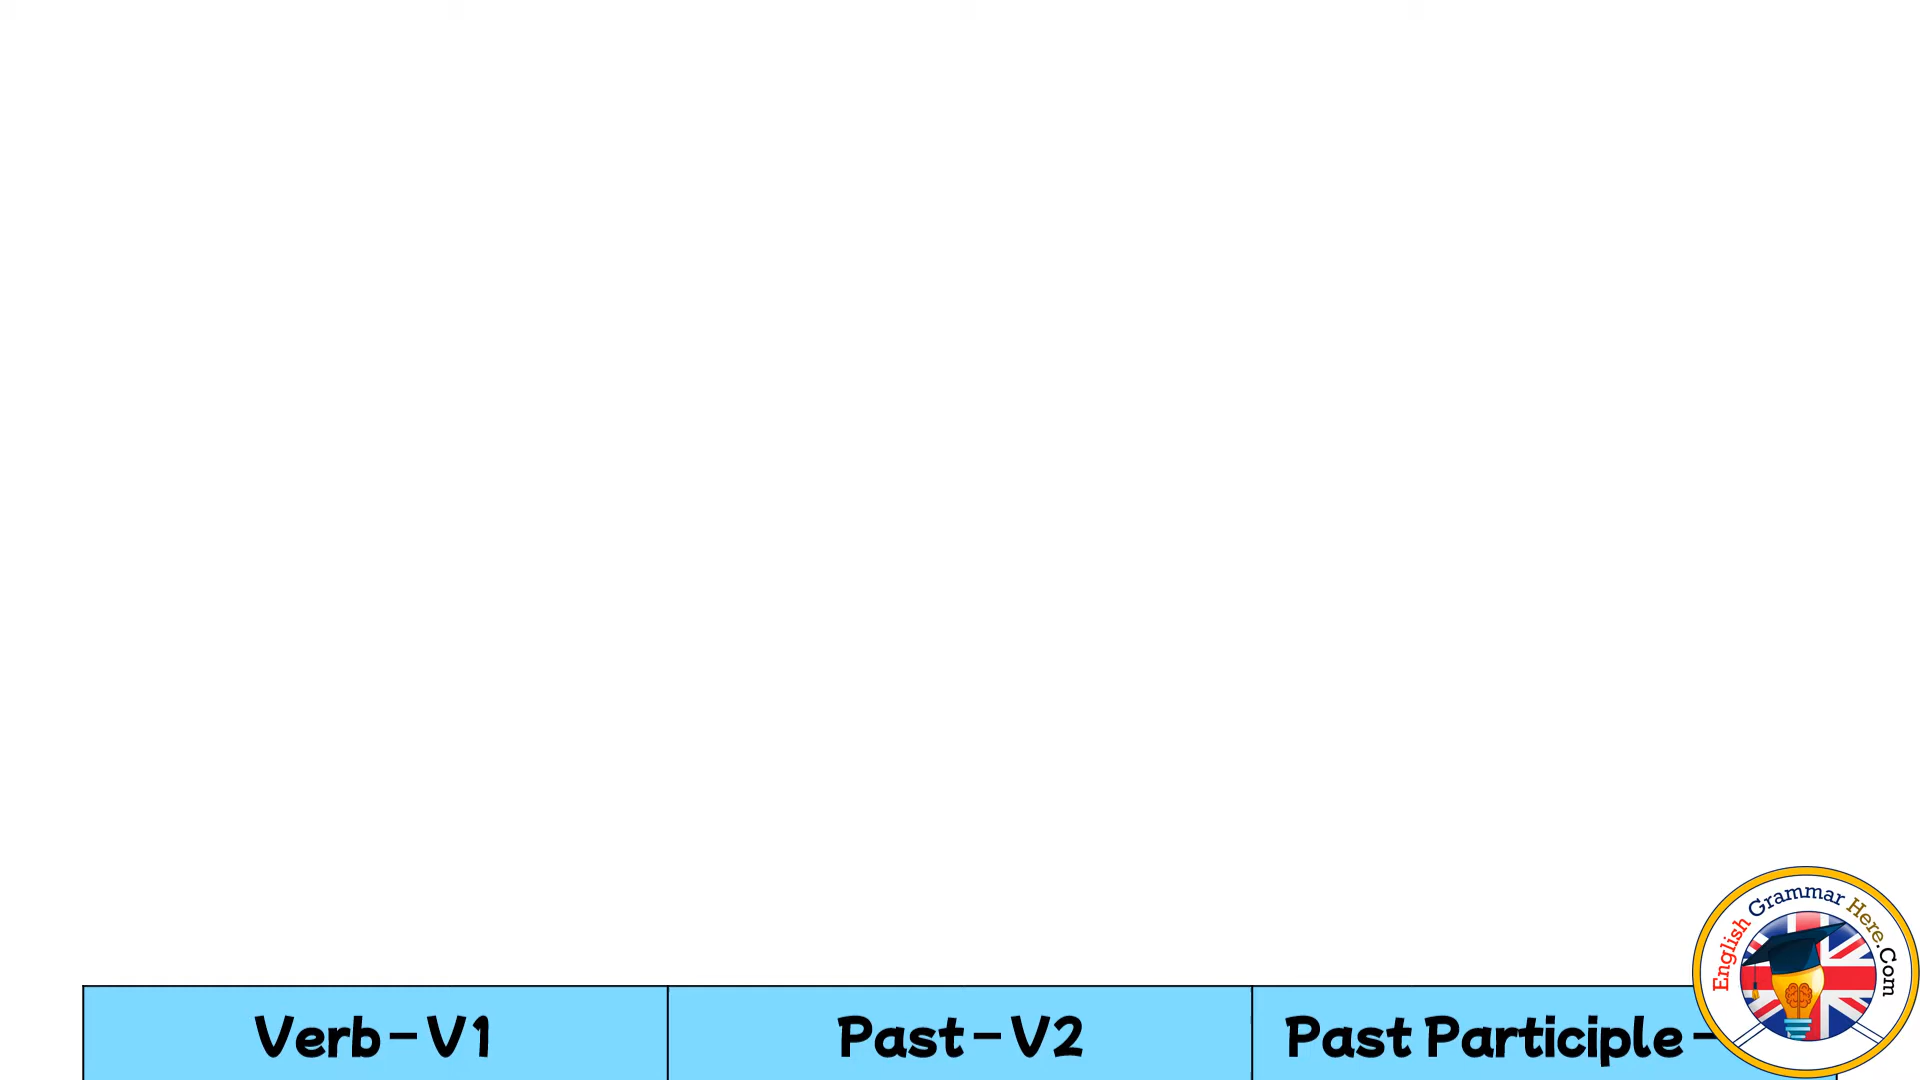 English Grammar Here.Com
Verb – V1
Past – V2
Past Participle –